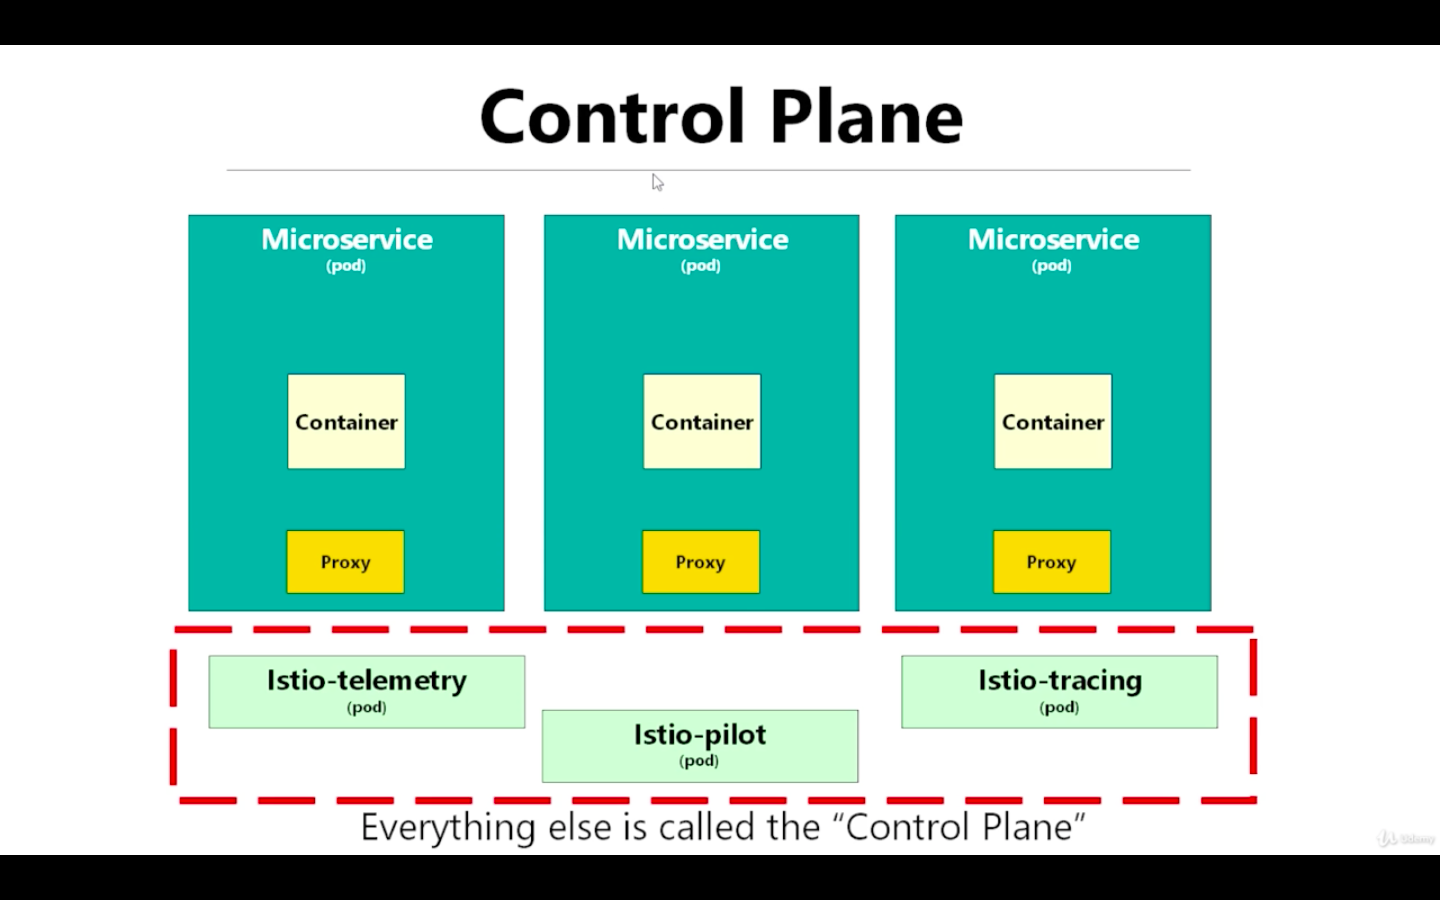 Control Plane
Microservice
(pod)
Container
Proxy
Microservice
(pod)
Container
Proxy
Microservice
(pod)
Container
Proxy
Istio-telemetry
(pod)
Istio-pilot
(pod)
Istio-tracing
(pod)
Everything else is called the “Control Plane”
Udemy